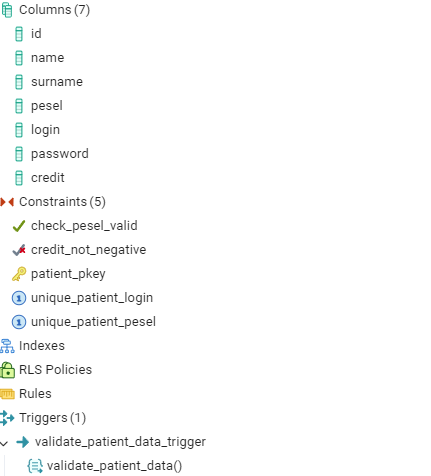 Columns (7)
id
name
surname
pesel
login
password
credit
Constraints (5)
check_pesel_valid
credit_not_negative
patient_pkey
unique_patient_login
unique_patient_pesel
Indexes
RLS Policies
Rules
Triggers (1)
validate_patient_data_trigger
validate_patient_data()